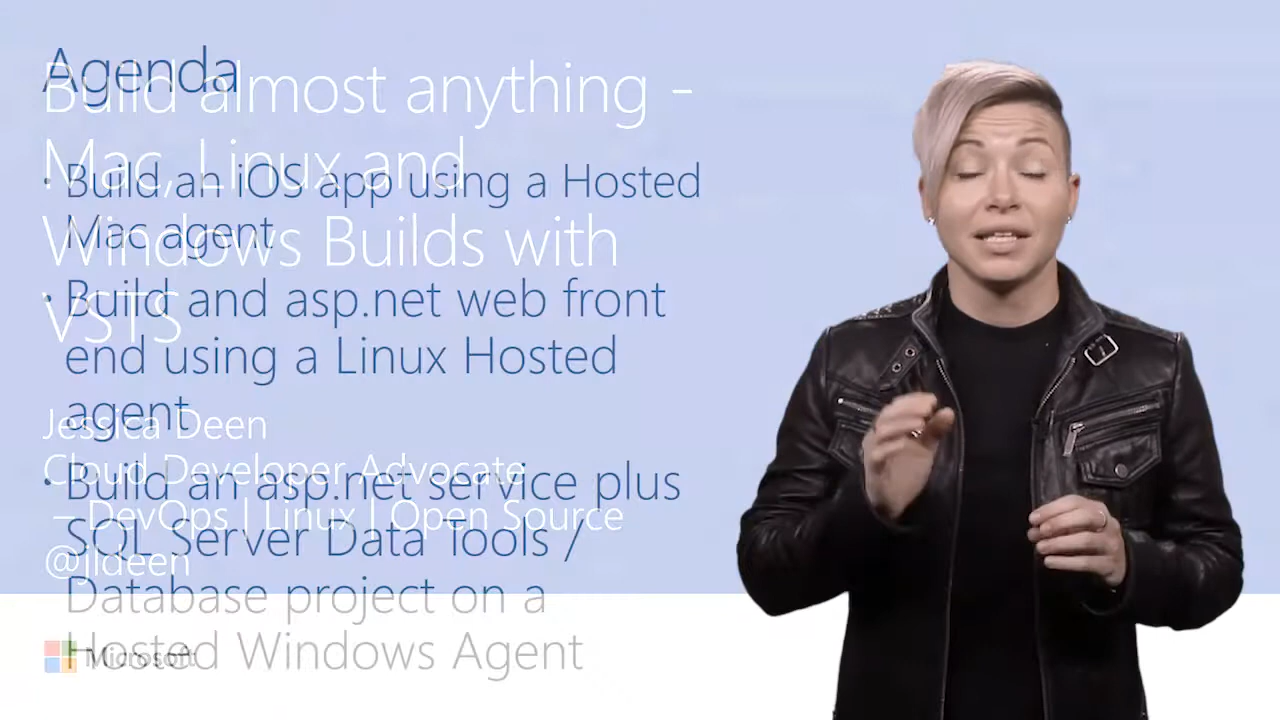 Build almost anything -
Mac, Linux and
Windows Builds with
VSTS
Jessica Deen
Cloud Developer Advocate
– DevOps | Linux | Open Source
@jldeen
Microsoft
Agenda
• Build an iOS app using a Hosted
Mac agent
• Build and asp.net web front
end using a Linux Hosted
agent
• Build an asp.net service plus
SQL Server Data Tools /
Database project on a
Hosted Windows Agent